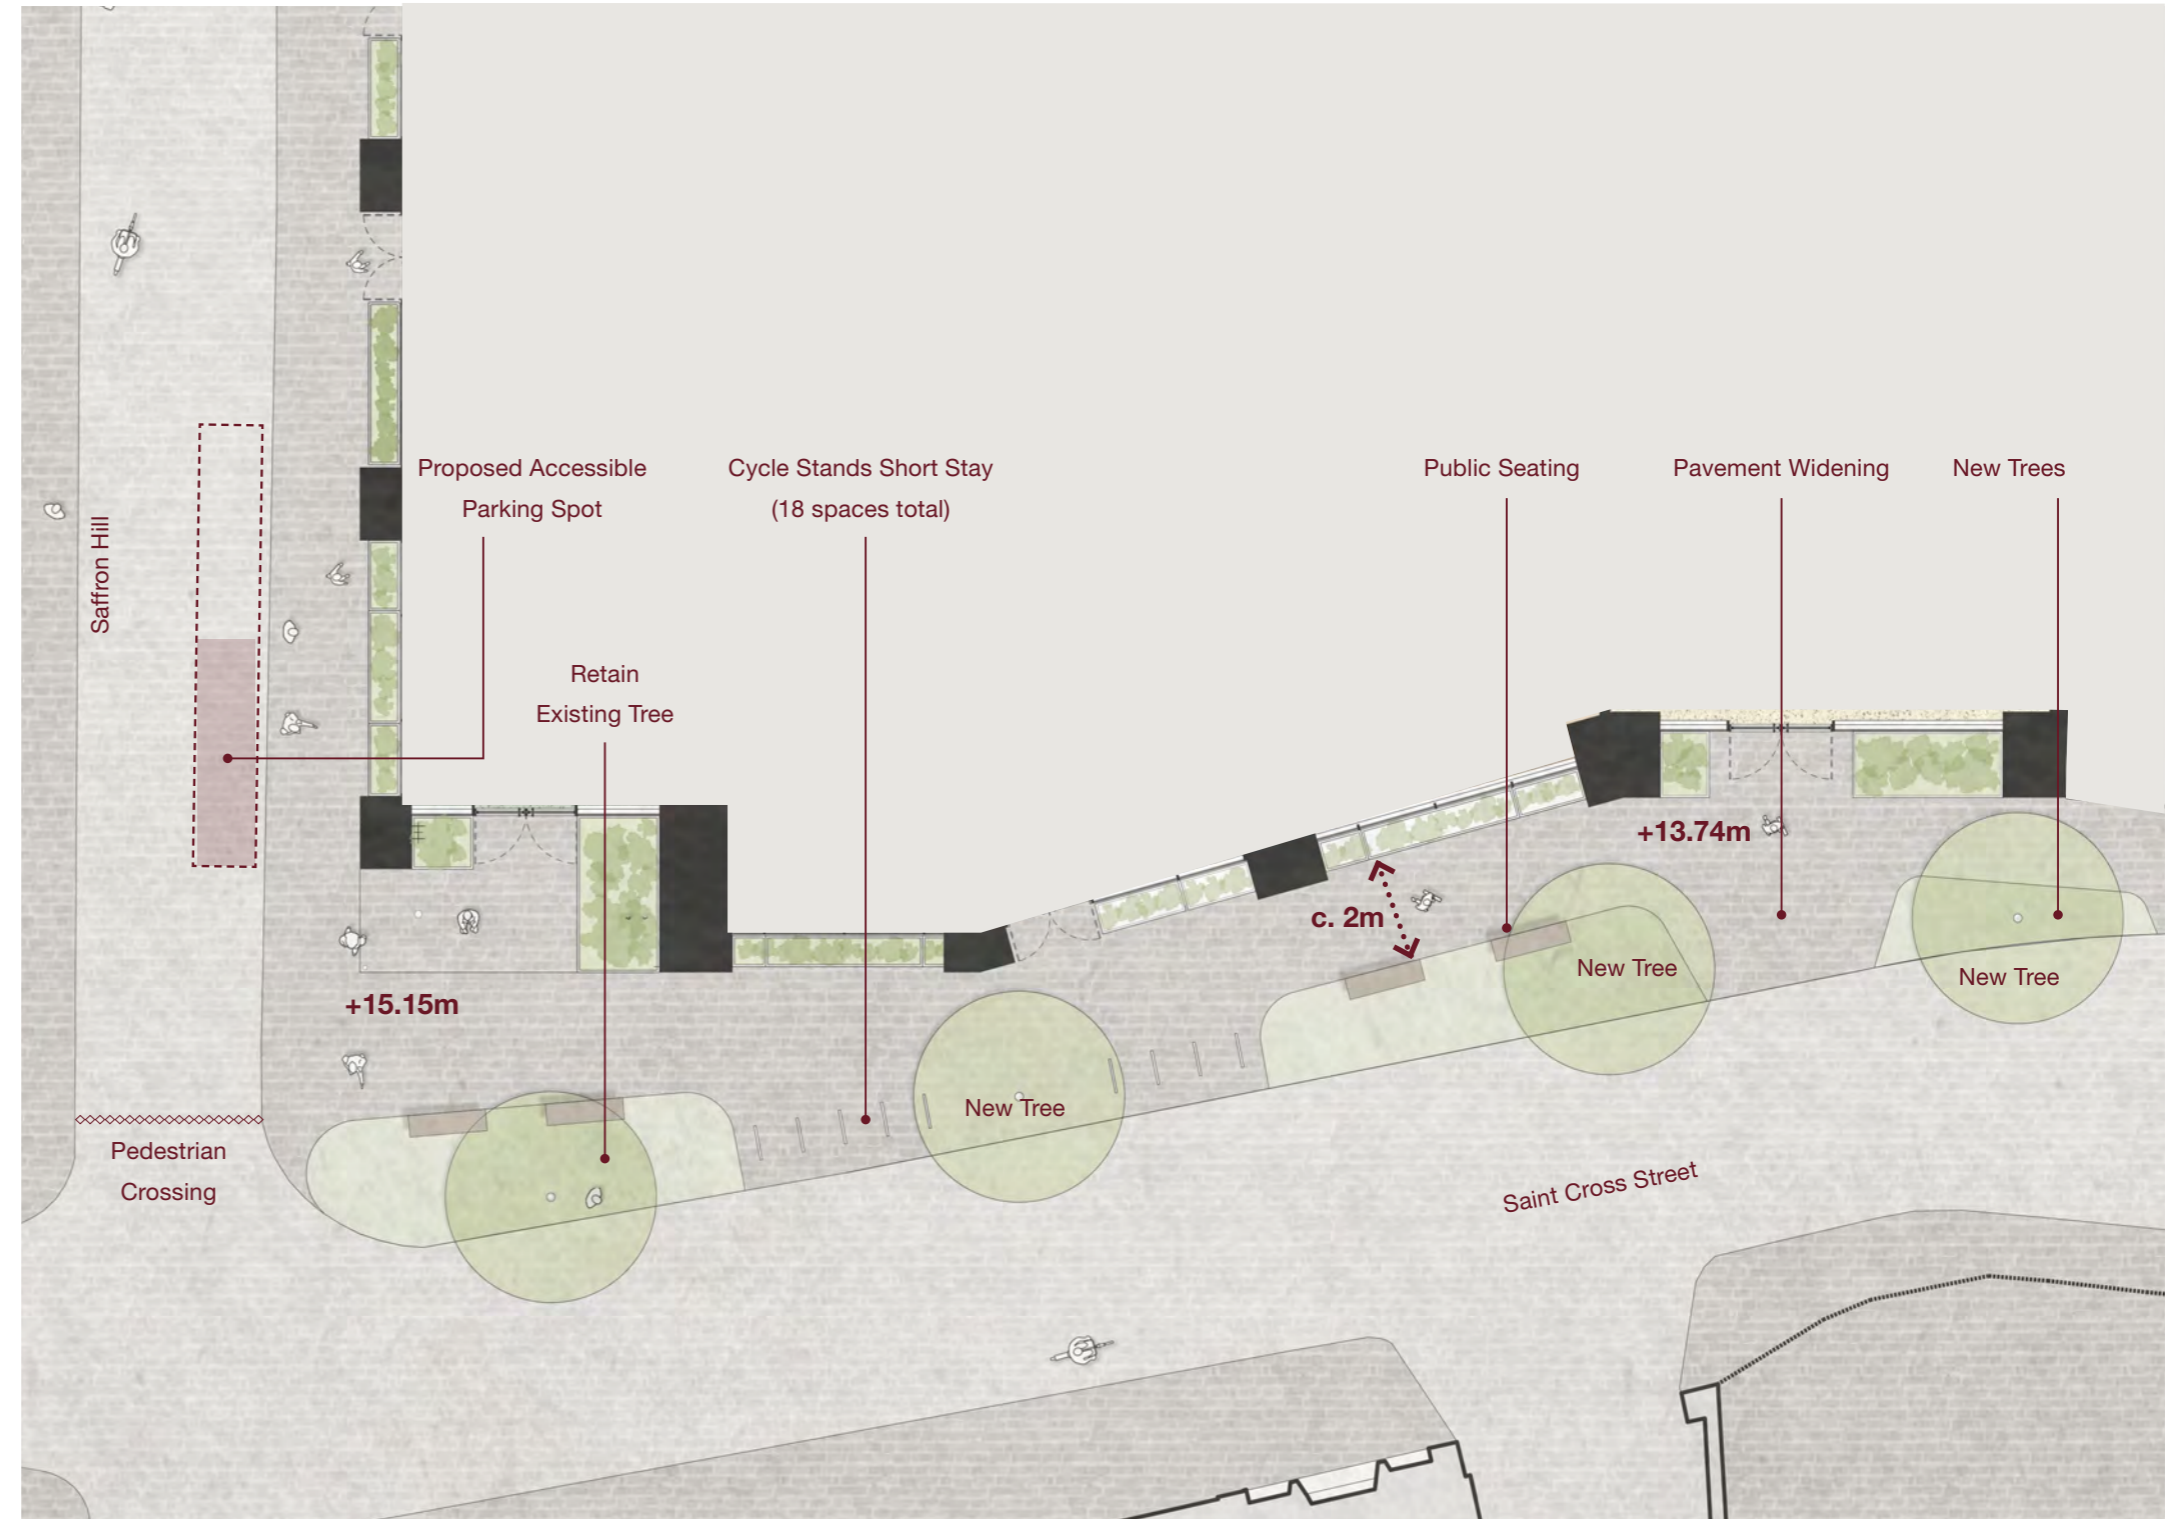 Proposed Accessible
Parking Spot
Cycle Stands Short Stay
(18 spaces total)
Public Seating
Pavement Widening
New Trees
Saffron Hill
Retain
Existing Tree
+13.74m
c. 2m
New Tree
New Tree
+15.15m
New Tree
Pedestrian
Crossing
Saint Cross Street